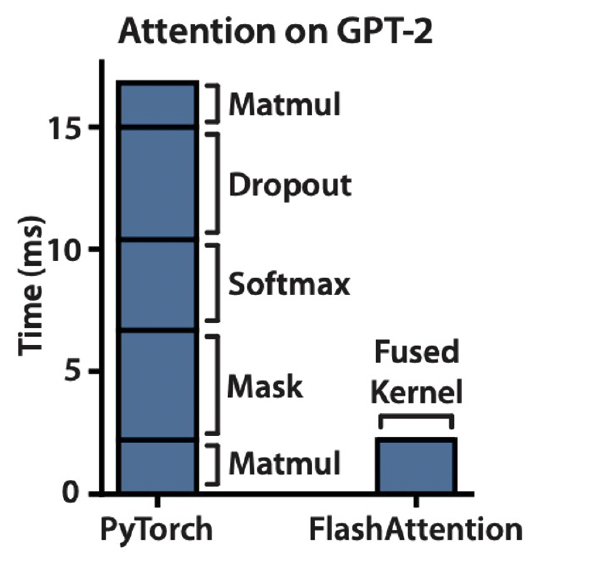 Attention on GPT-2
Time (ms)
15
10
5
0
Matmul
Dropout
Softmax
Mask
Matmul
Fused
Kernel
PyTorch
FlashAttention